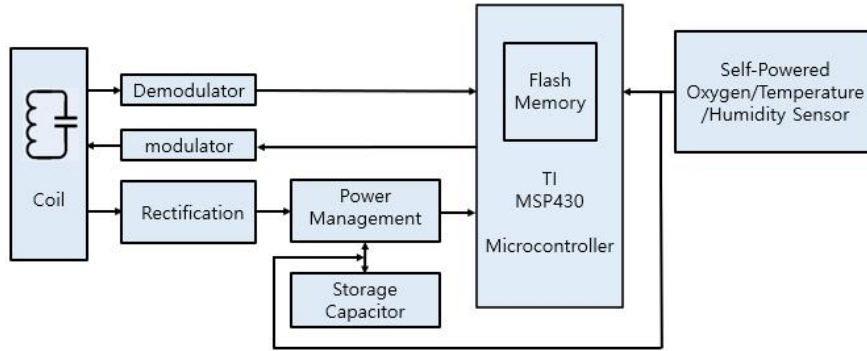 Coil
Demodulator
modulator
Rectification
Power
Management
Storage
Capacitor
Flash
Memory
TI
MSP430
Microcontroller
Self-Powered
Oxygen/Temperature
/Humidity Sensor